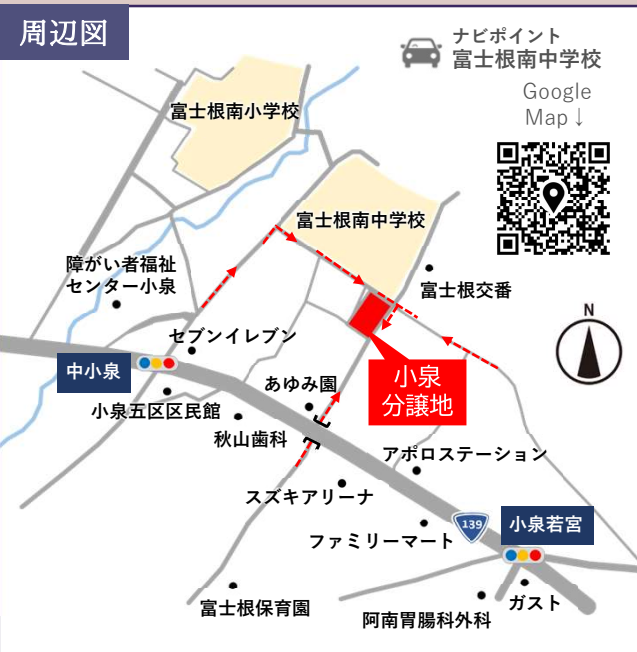 周辺図
ナビポイント
富士根南中学校
Google
Map↓
富士根南小学校
富士根南中学校
富士根交番
N
障がい者福祉
センター小泉
セブンイレブン
中小泉
小泉
分譲地
あゆみ園
小泉五区区民館
秋山歯科
アポロステーション
スズキアリーナ
139
小泉若宮
ファミリーマート
富士根保育園
ガスト
阿南胃腸科外科